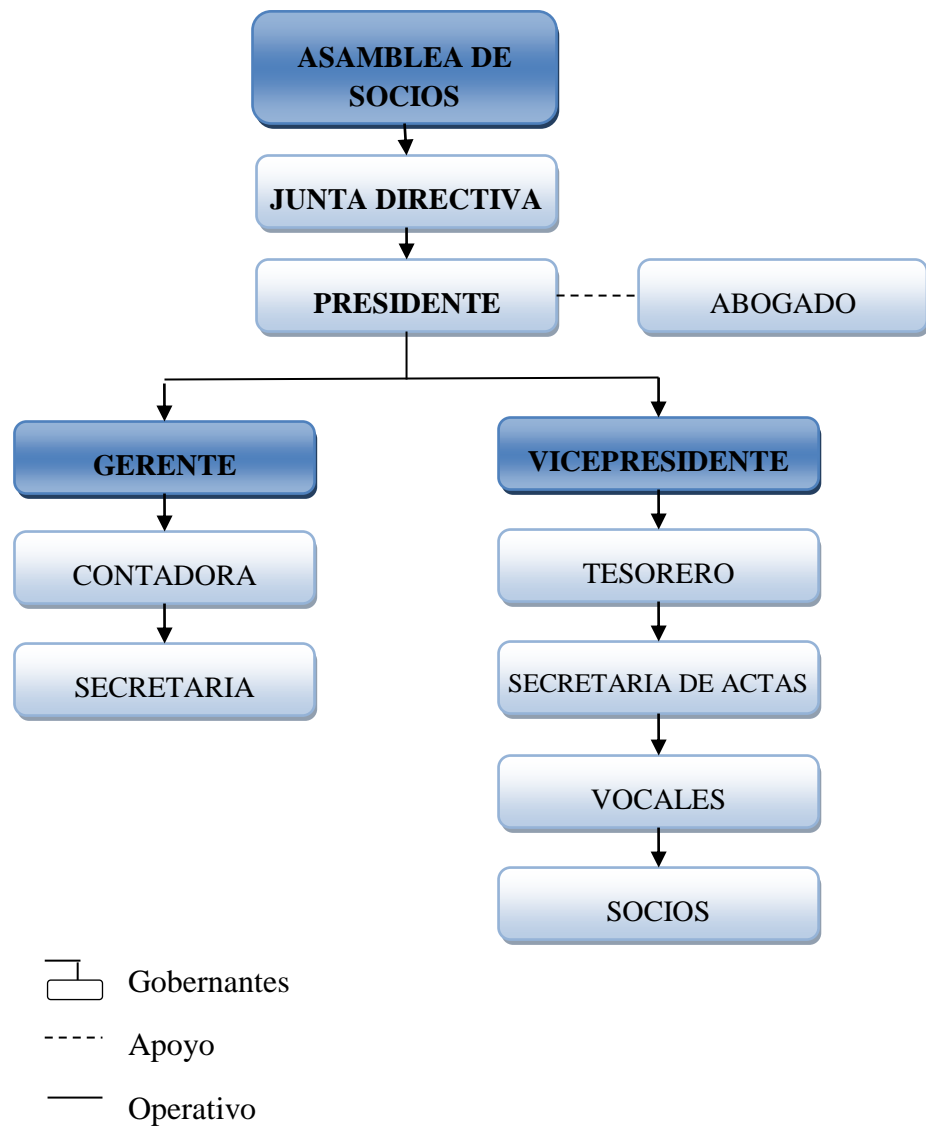 ASAMBLEA DE
SOCIOS
JUNTA DIRECTIVA
PRESIDENTE
ABOGADO
GERENTE
VICEPRESIDENTE
CONTADORA
TESORERO
SECRETARIA
SECRETARIA DE ACTAS
VOCALES
SOCIOS
Gobernantes
Apoyo
Operativo